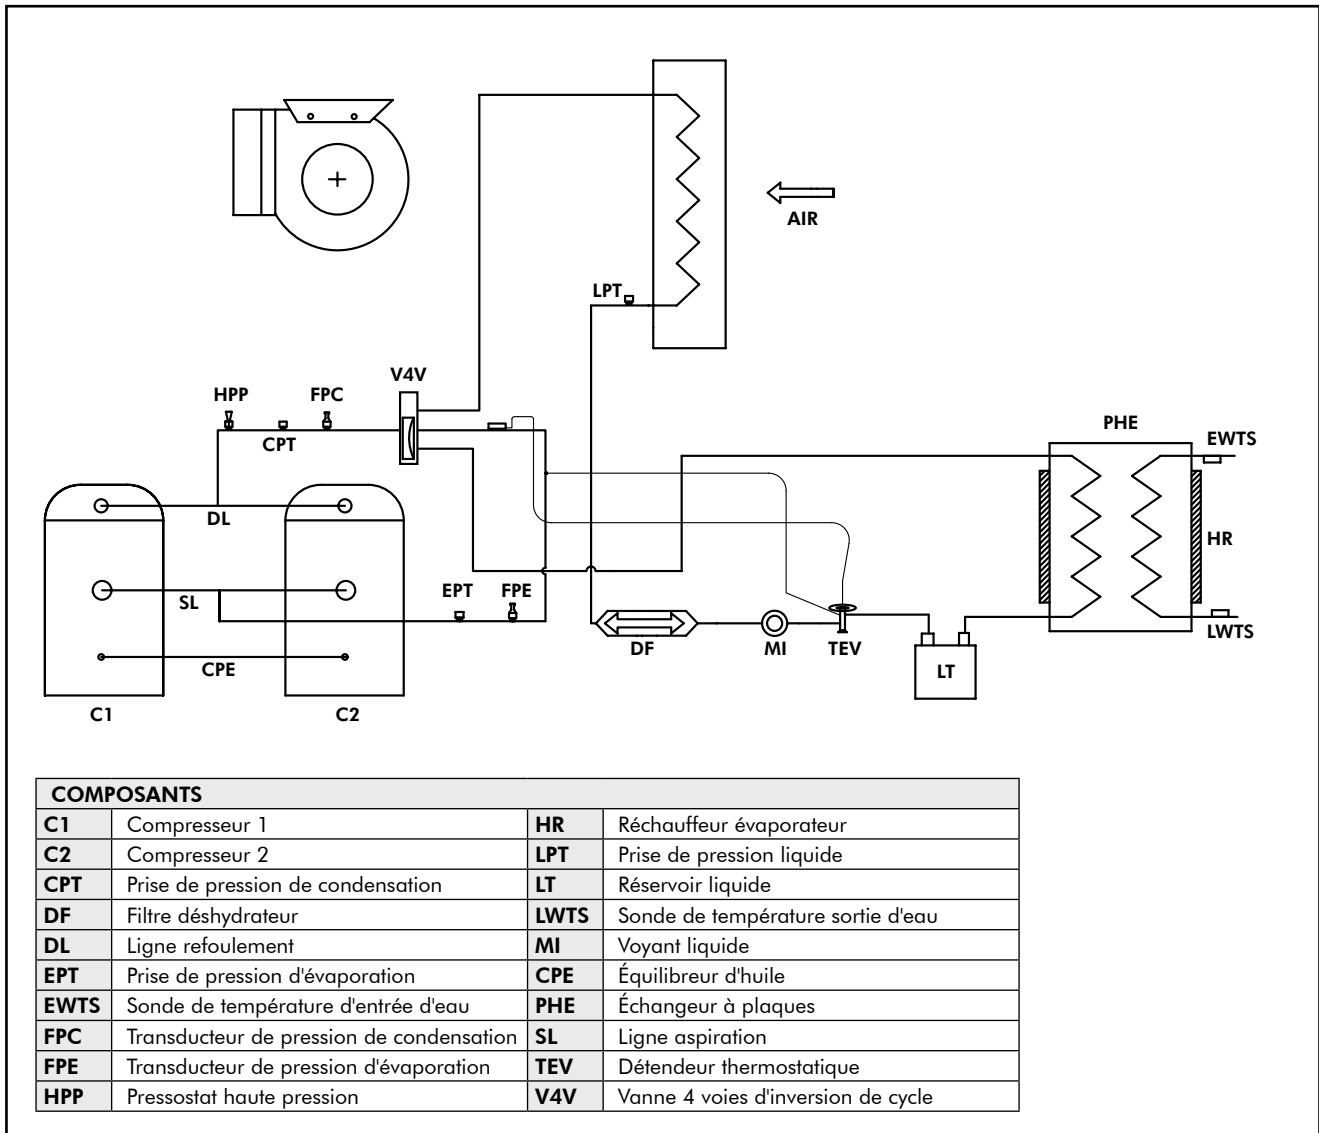 AIR
LPT
V4V
HPP
FPC
CPT
PHE
EWTS
DL
HR
EPT
FPE
SL
LWTS
DF
MI
TEV
LT
CPE
C1
C2
COMPOSANTS
C1 Compresseur 1 HR Réchauffeur évaporateur
C2 Compresseur 2 LPT Prise de pression liquide
CPT Prise de pression de condensation LT Réservoir liquide
DF Filtre déshydrateur LWTS Sonde de température sortie d'eau
DL Ligne refoulement MI Voyant liquide
EPT Prise de pression d'évaporation CPE Équilibreur d'huile
EWTS Sonde de température d'entrée d'eau PHE Échangeur à plaques
FPC Transducteur de pression de condensation SL Ligne aspiration
FPE Transducteur de pression d'évaporation TEV Détendeur thermostatique
HPP Pressostat haute pression V4V Vanne 4 voies d'inversion de cycle